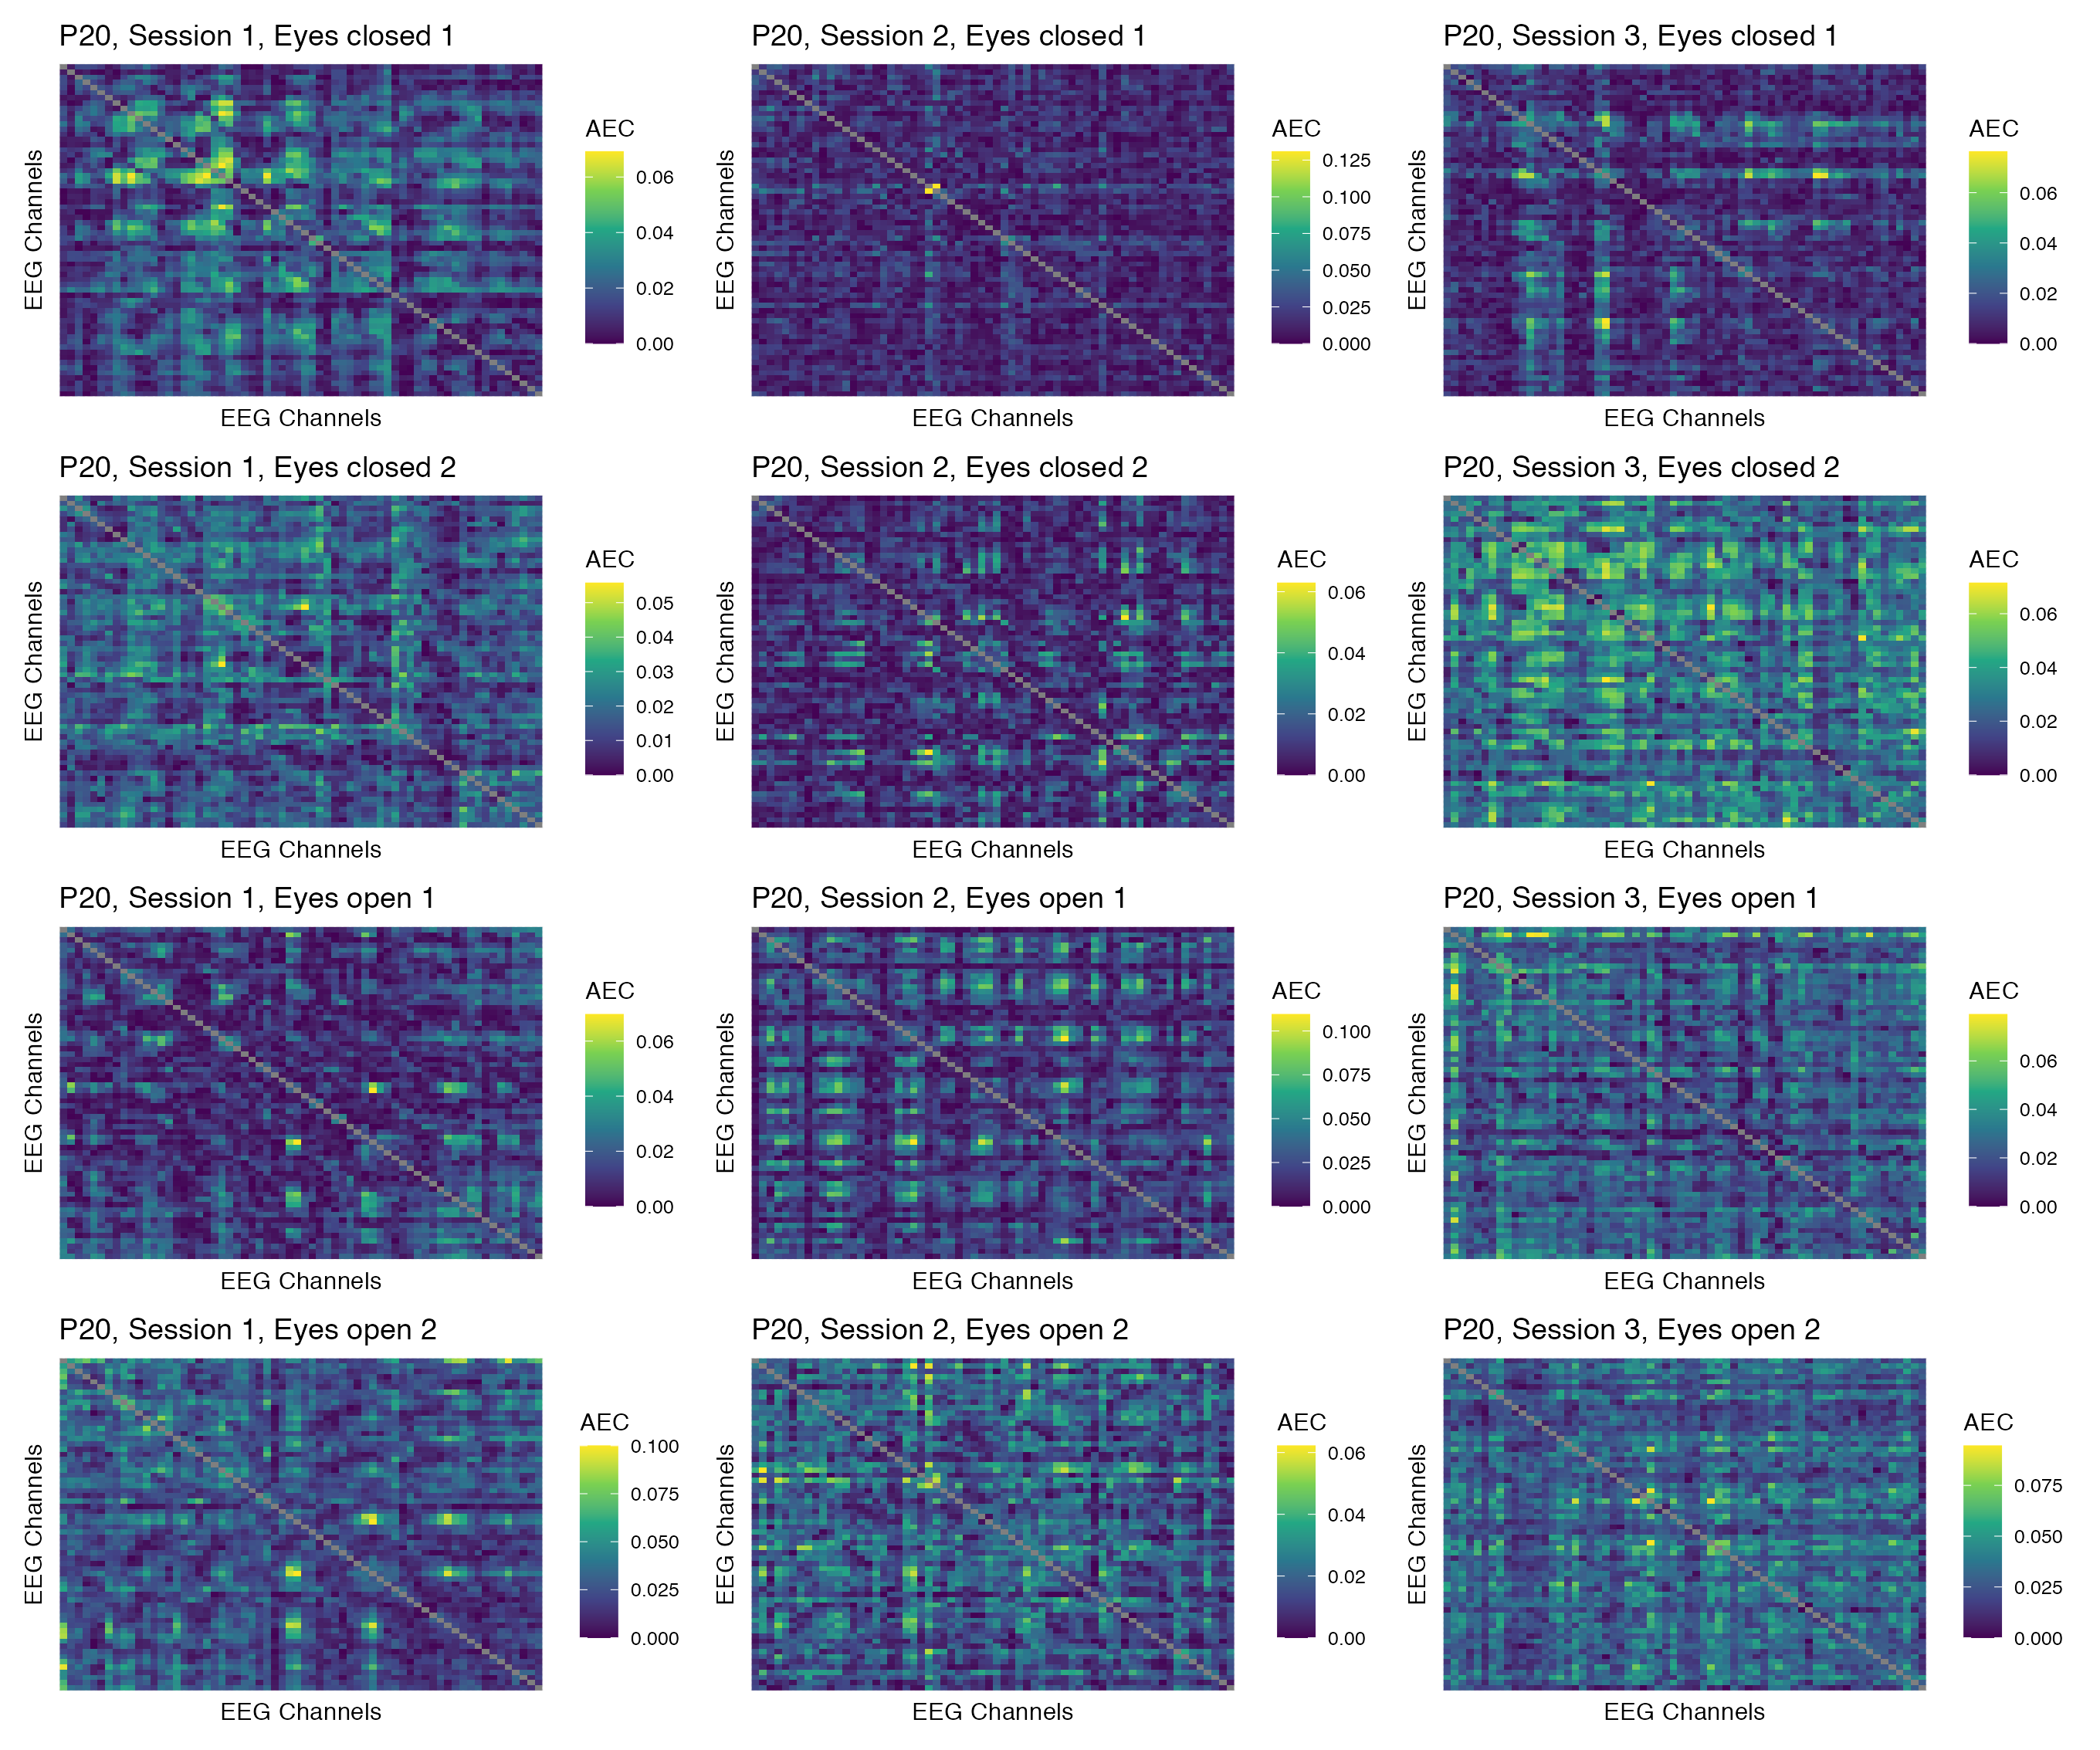 P20, Session 1, Eyes closed 1
EEG Channels
EEG Channels
AEC
0.06
0.04
0.02
0.00
P20, Session 2, Eyes closed 1
EEG Channels
EEG Channels
AEC
0.125
0.100
0.075
0.050
0.025
0.000
P20, Session 3, Eyes closed 1
EEG Channels
EEG Channels
AEC
0.06
0.04
0.02
0.00
P20, Session 1, Eyes closed 2
EEG Channels
EEG Channels
AEC
0.05
0.04
0.03
0.02
0.01
0.00
P20, Session 2, Eyes closed 2
EEG Channels
EEG Channels
AEC
0.06
0.04
0.02
0.00
P20, Session 3, Eyes closed 2
EEG Channels
EEG Channels
AEC
0.06
0.04
0.02
0.00
P20, Session 1, Eyes open 1
EEG Channels
EEG Channels
AEC
0.06
0.04
0.02
0.00
P20, Session 2, Eyes open 1
EEG Channels
EEG Channels
AEC
0.100
0.075
0.050
0.025
0.000
P20, Session 3, Eyes open 1
EEG Channels
EEG Channels
AEC
0.06
0.04
0.02
0.00
P20, Session 1, Eyes open 2
EEG Channels
EEG Channels
AEC
0.100
0.075
0.050
0.025
0.000
P20, Session 2, Eyes open 2
EEG Channels
EEG Channels
AEC
0.06
0.04
0.02
0.00
P20, Session 3, Eyes open 2
EEG Channels
EEG Channels
AEC
0.075
0.050
0.025
0.000